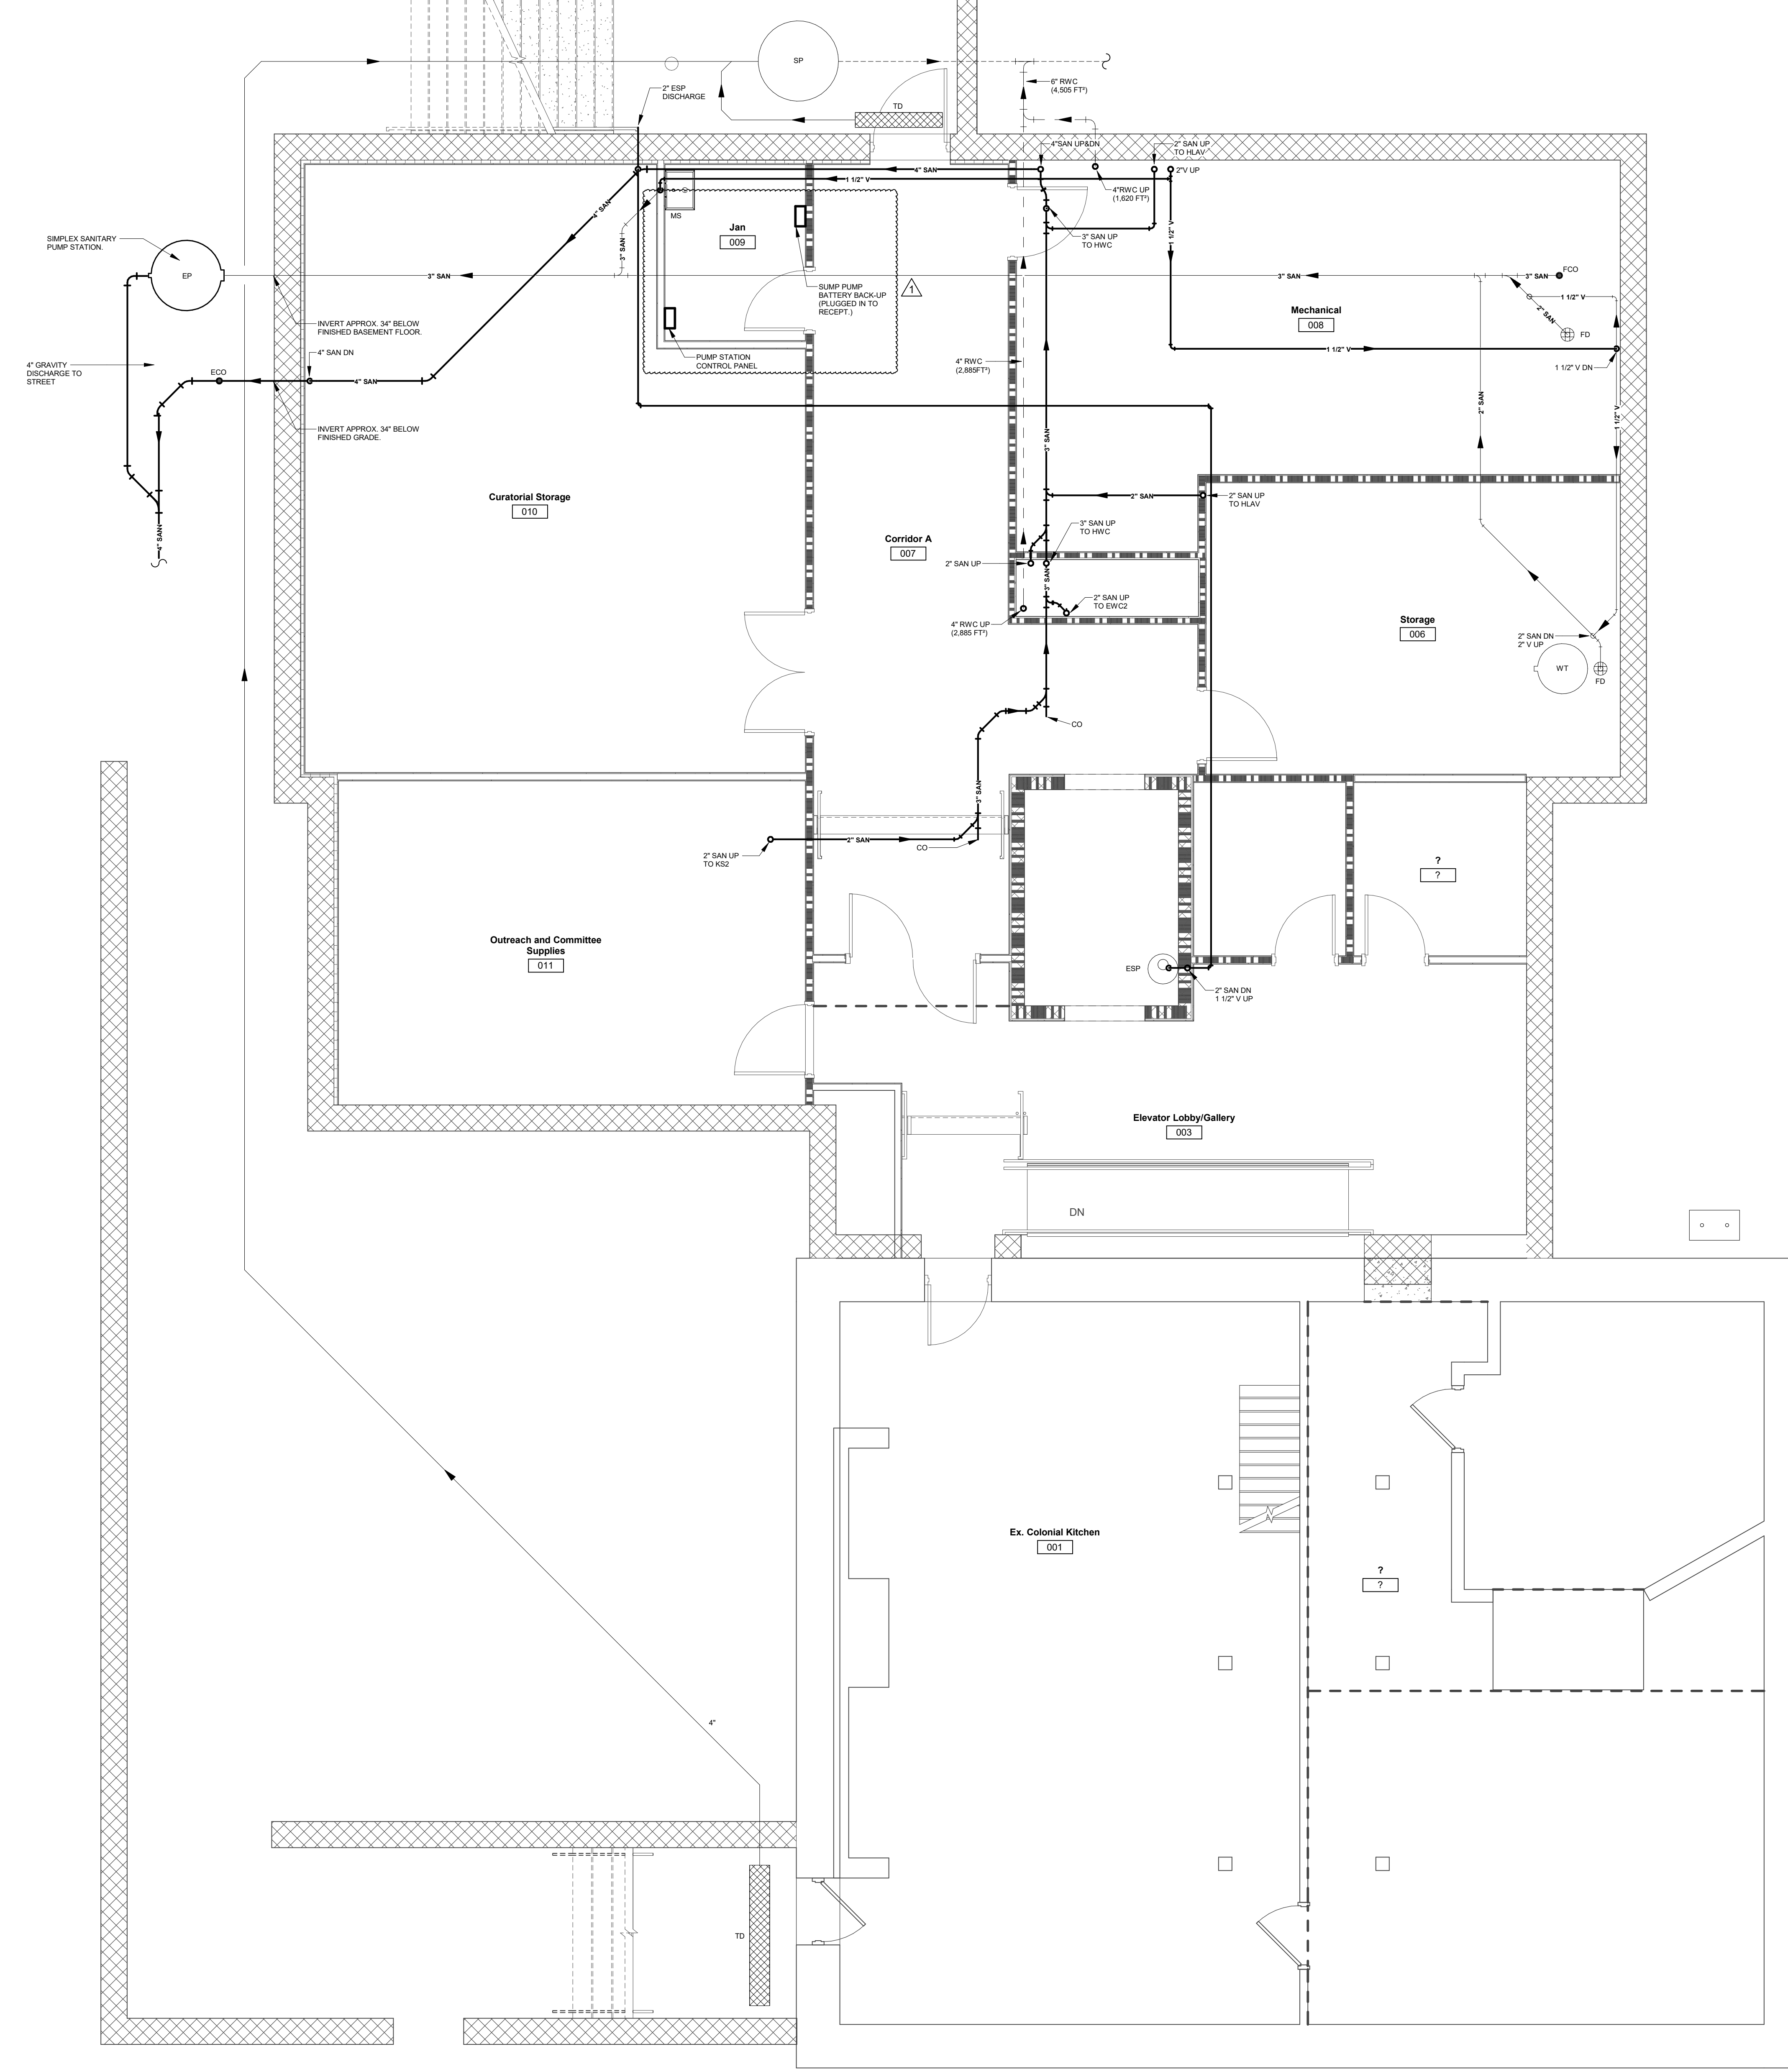 SP
6" RWC
(4,505 FT²)
2" ESP
DISCHARGE
TD
4"SAN UP&DN
2" SAN UP
TO HLAV
4" SAN
1 1/2" V
2"V UP
4"RWC UP
(1,620 FT²)
MS
4" SAN
Jan
009
3" SAN UP
TO HWC
1 1/2" V
SIMPLEX SANITARY
PUMP STATION.
3" SAN
EP
3" SAN
3" SAN
3" SAN
FCO
SUMP PUMP
BATTERY BACK-UP
(PLUGGED IN TO
RECEPT.)
1
1 1/2" V
2" SAN
Mechanical
008
FD
INVERT APPROX. 34" BELOW
FINISHED BASEMENT FLOOR.
4" SAN DN
PUMP STATION
CONTROL PANEL
4" RWC
(2,885FT²)
1 1/2" V
1 1/2" V DN
4" GRAVITY
DISCHARGE TO
STREET
ECO
4" SAN
2" SAN
1 1/2" V
INVERT APPROX. 34" BELOW
FINISHED GRADE.
3" SAN
Curatorial Storage
010
2" SAN
2" SAN UP
TO HLAV
4" SAN
Corridor A
007
3" SAN UP
TO HWC
2" SAN UP
3" SAN
2" SAN UP
TO EWC2
4" RWC UP
(2,885 FT²)
Storage
006
2" SAN DN
2" V UP
WT
FD
CO
3" SAN
2" SAN
2" SAN UP
TO KS2
CO
?
?
Outreach and Committee
Supplies
011
ESP
2" SAN DN
1 1/2" V UP
Elevator Lobby/Gallery
003
DN
Ex. Colonial Kitchen
001
?
?
4"
TD